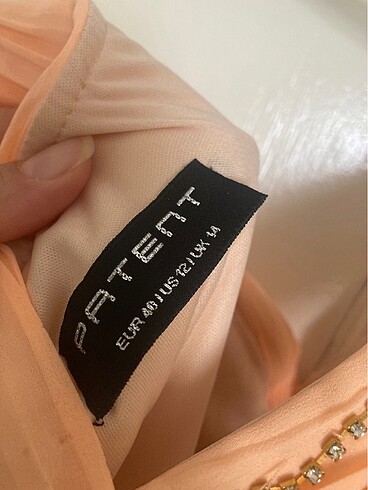 PATENT
EUR 40 / US 12 / UK 14